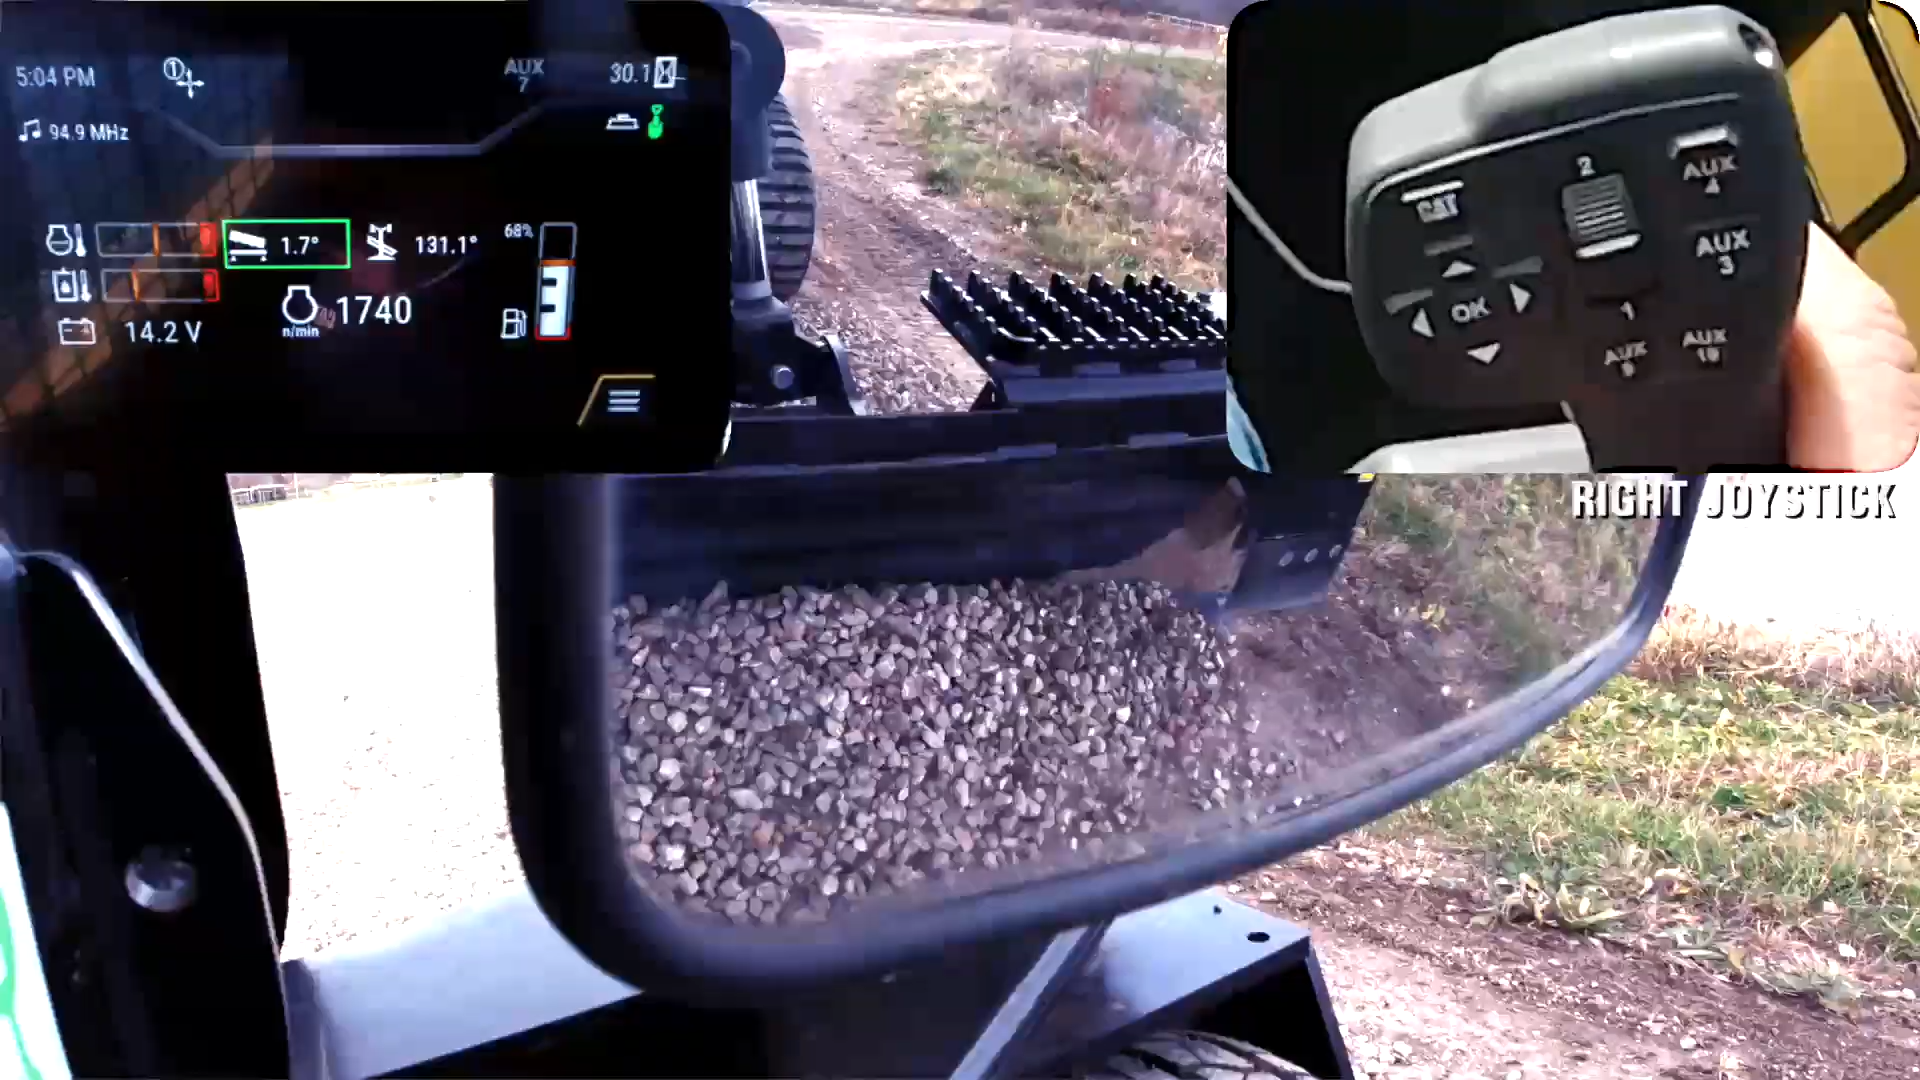 5:04 PM
AUX
7
30.1
94.9 MHz
1.7°
131.1°
68%
1740
n/min
14.2 V
2
AUX
4
AUX
3
OK
1
AUX
AUX
RIGHT JOYSTICK